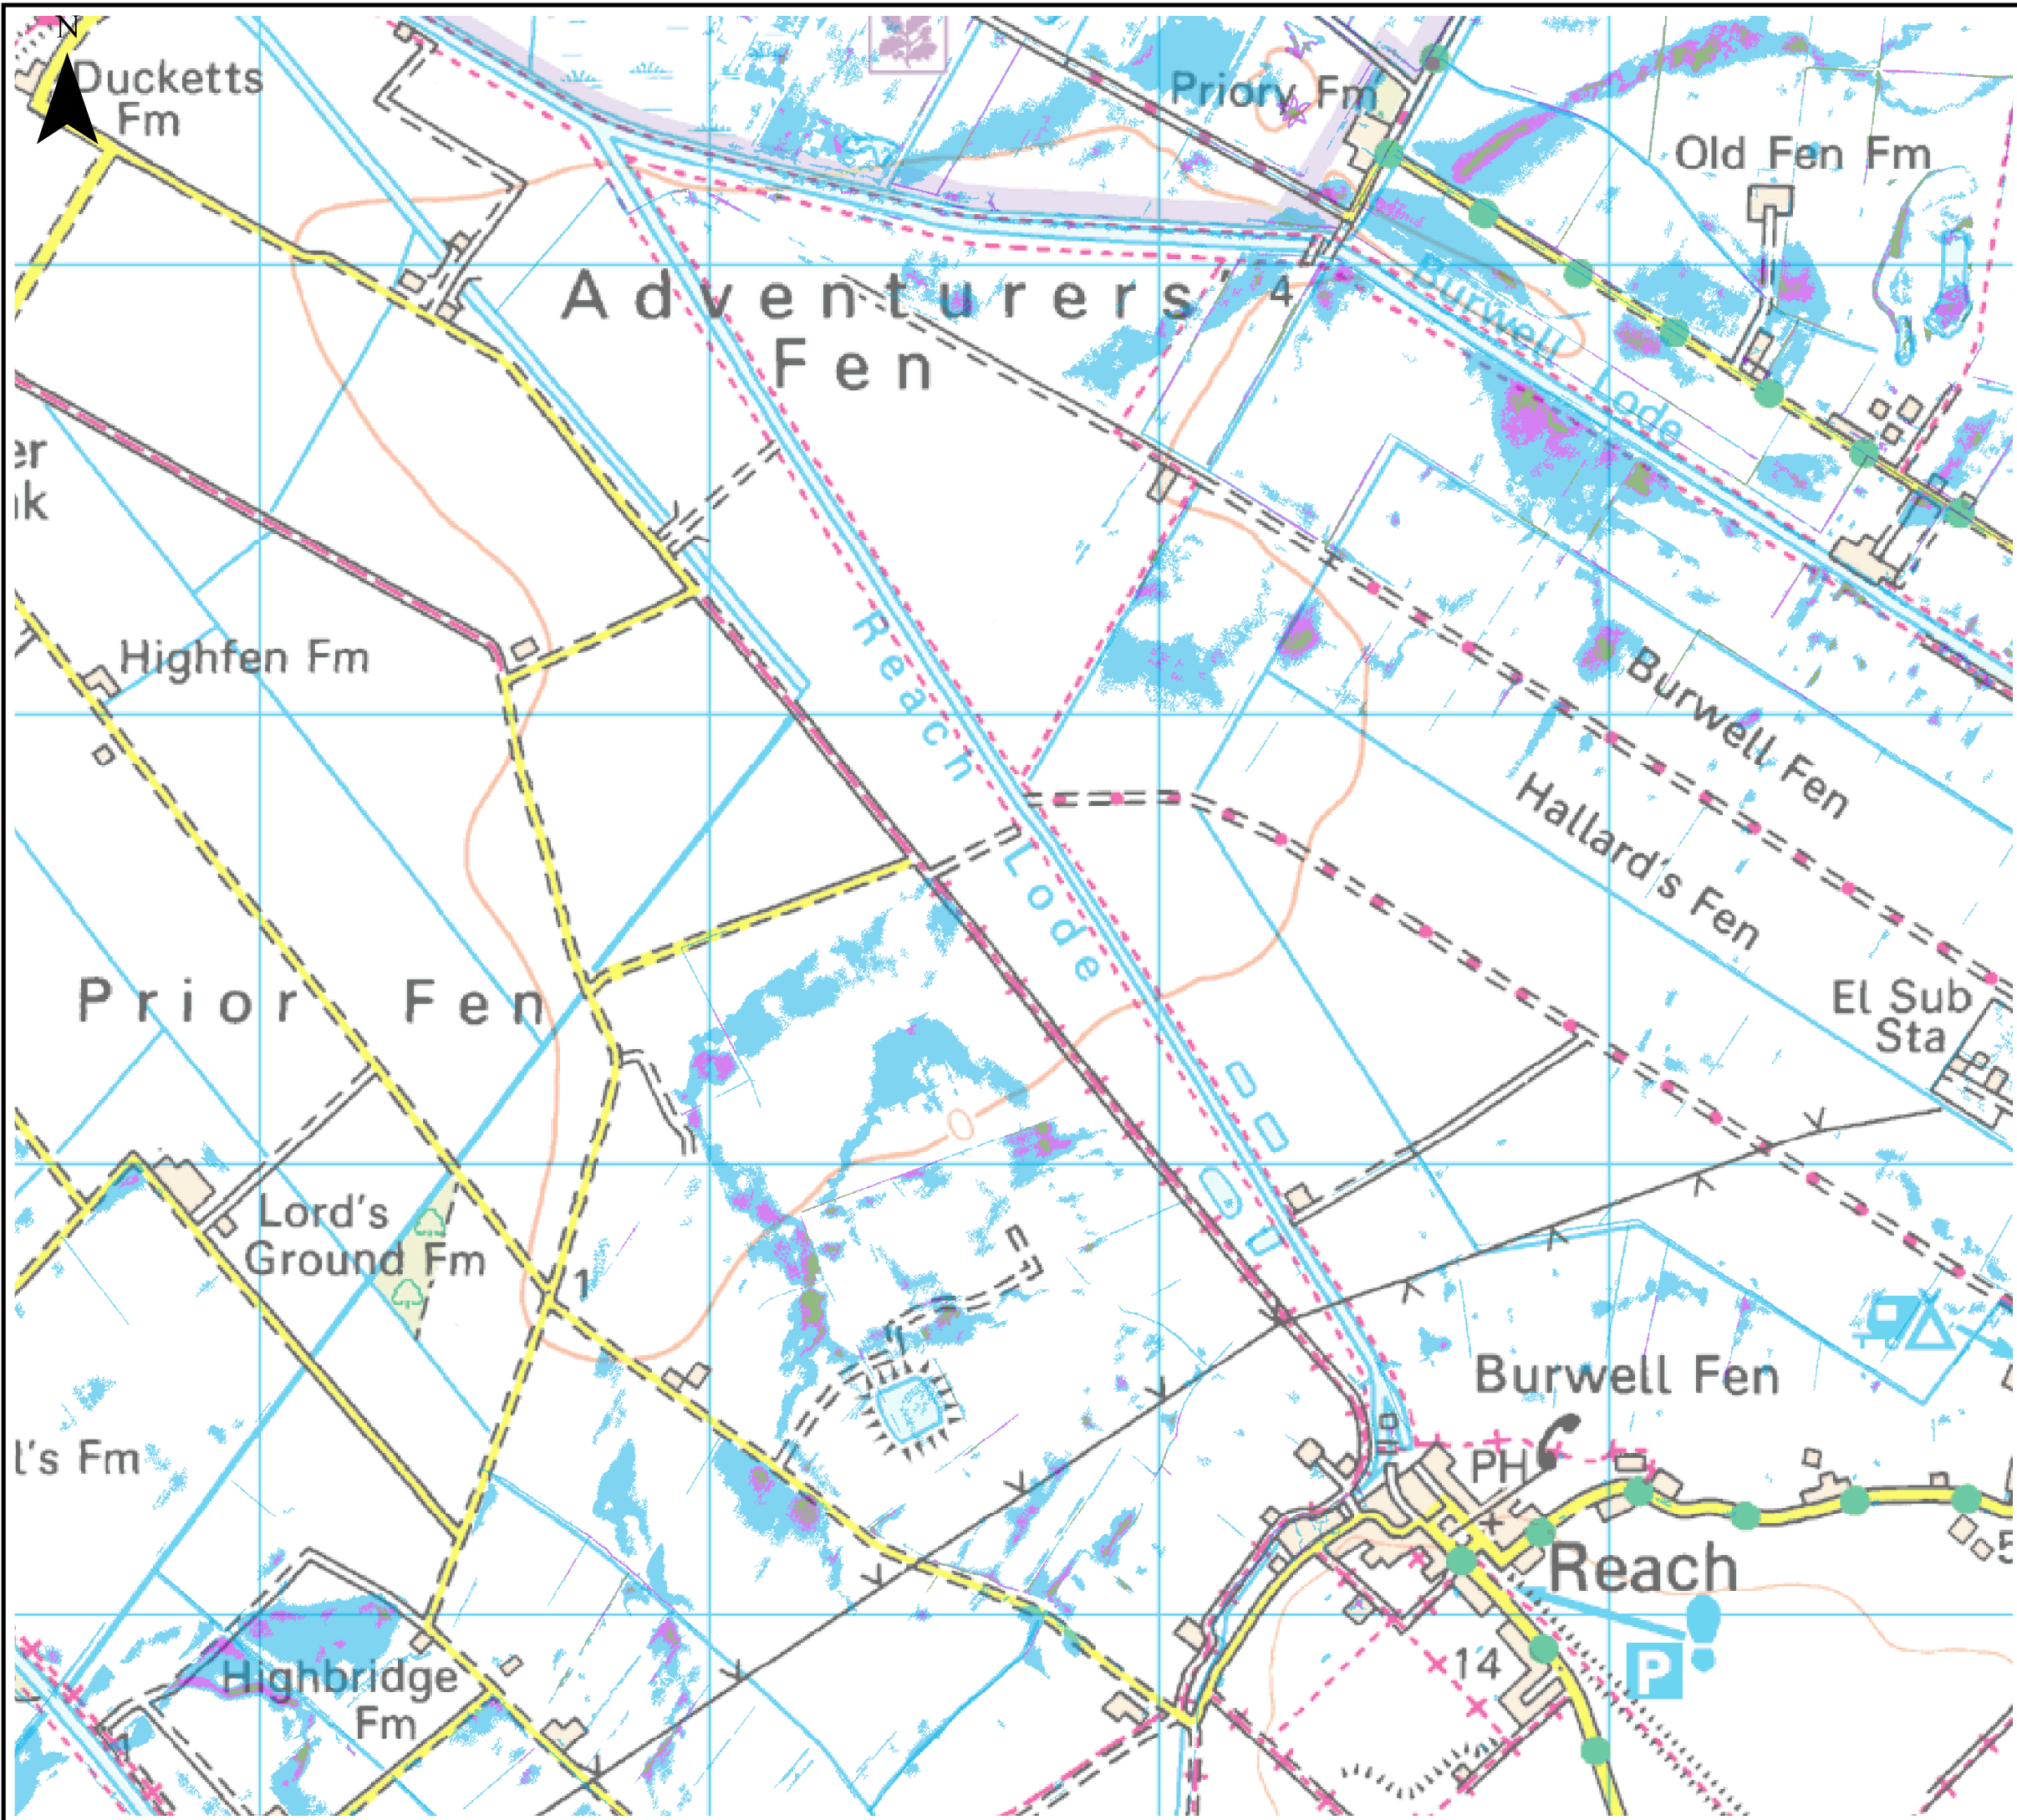 N
Ducketts
Fm
Priory Fm
Old Fen Fm
Adventurers'
Fen
4
Burwell
Lode
er
k
Highfen Fm
Reach
Lode
Burwell Fen
Hallard's Fen
Prior Fen
El Sub
Sta
0
Lord's
Ground Fm
1
Burwell Fen
l's Fm
PH
Reach
5
14
P
Highbridge
Fm